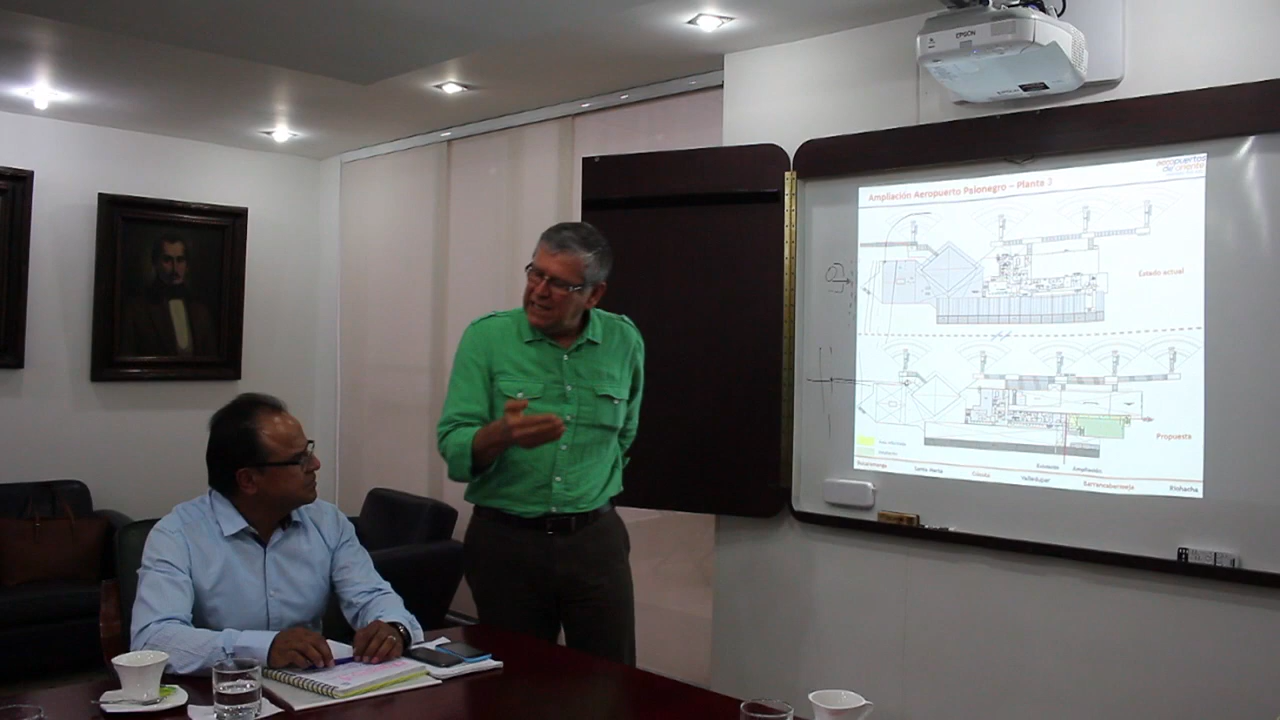 EPSON
aeropuertos
de oriente
Ampliación Aeropuerto Palonegro – Planta 3
Estado actual
Propuesta
Bucaramanga
Santa Marta
Cúcuta
Valledupar
Barrancabermeja
Riohacha
Ampliación